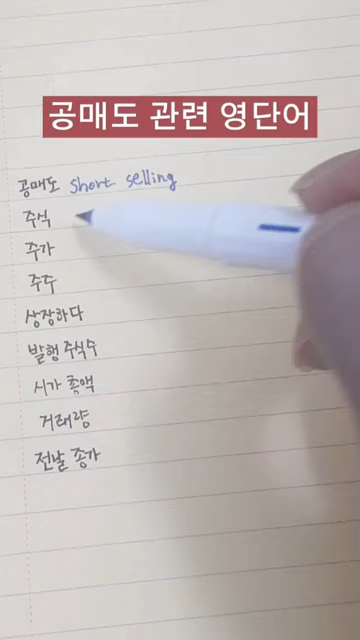 공매도 관련 영단어
공매도 short selling
주식
주가
주주
상장하다
발행 주식수
시가 총액
거래량
전날 종가